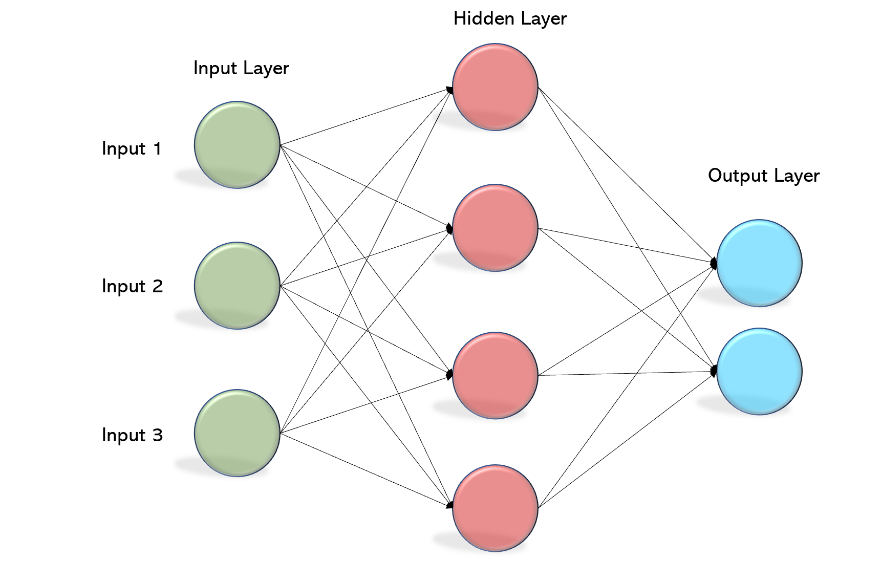 Hidden Layer
Input Layer
Input 1
Output Layer
Input 2
Input 3